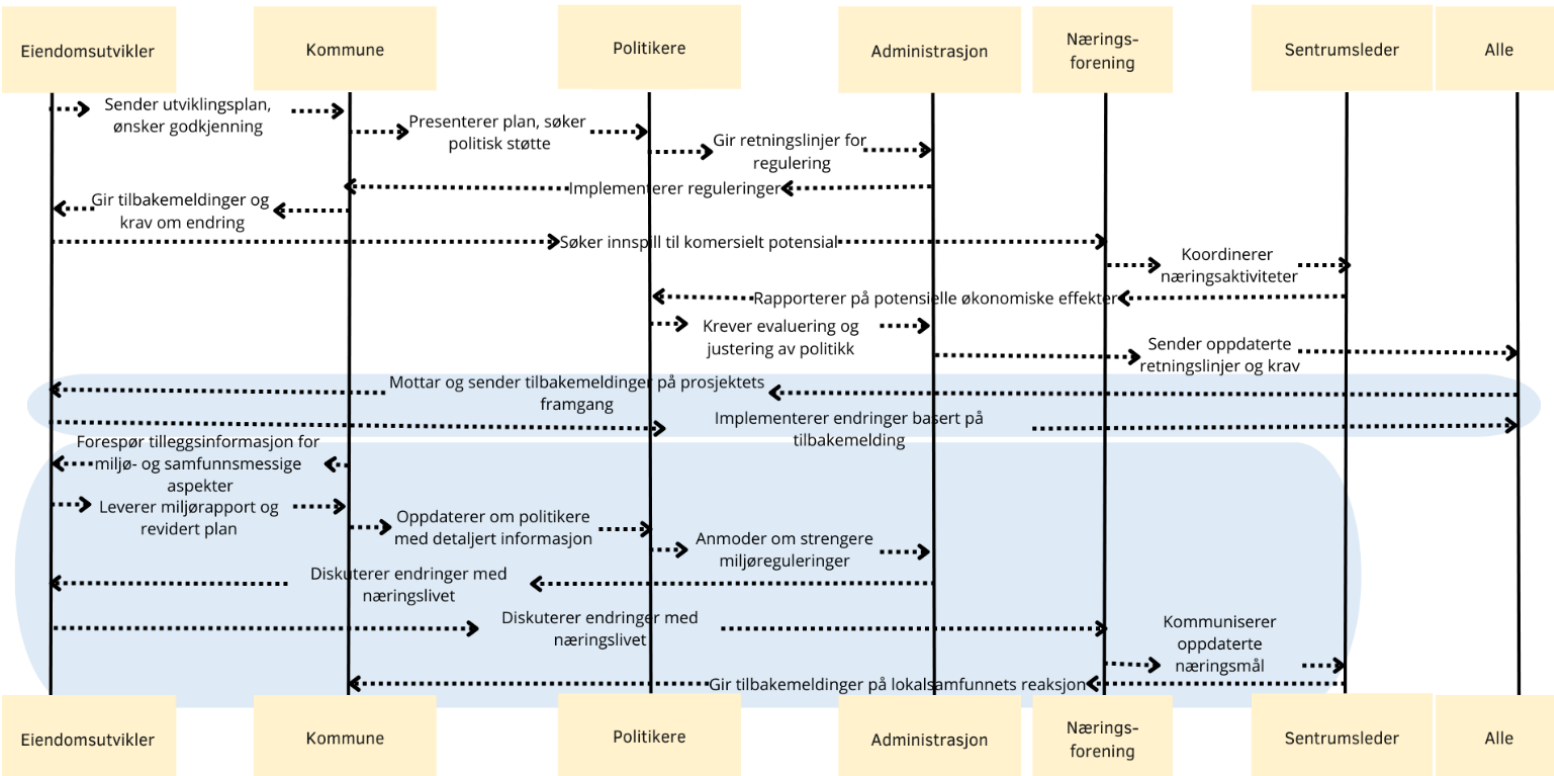 Eiendomsutvikler
Kommune
Politikere
Administrasjon
Nærings-
forening
Sentrumsleder
Alle
Sender utviklingsplan,
ønsker godkjenning
Presenterer plan, søker
politisk støtte
Gir retningslinjer for
regulering
Implementerer reguleringer
Gir tilbakemeldinger og
krav om endring
Søker innspill til komersielt potensial
Koordinerer
næringsaktiviteter
Rapporterer på potensielle økonomiske effekter
Krever evaluering og
justering av politikk
Sender oppdaterte
retningslinjer og krav
Mottar og sender tilbakemeldinger på prosjektets
framgang
Implementerer endringer basert på
tilbakemelding
Forespør tilleggsinformasjon for
miljø- og samfunnsmessige
aspekter
Leverer miljørapport og
revidert plan
Oppdaterer om politikere
med detaljert informasjon
Anmoder om strengere
miljøreguleringer
Diskuterer endringer med
næringslivet
Diskuterer endringer med
næringslivet
Kommuniserer
oppdaterte
næringsmål
Gir tilbakemeldinger på lokalsamfunnets reaksjon
Eiendomsutvikler
Kommune
Politikere
Administrasjon
Nærings-
forening
Sentrumsleder
Alle